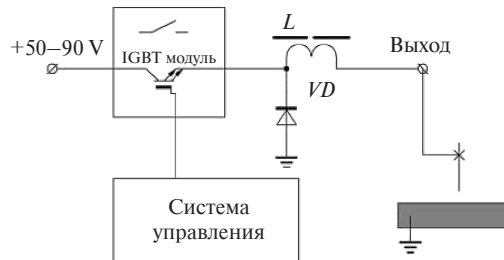 +50–90 V
IGBT модуль
L
VD
Выход
Система
управления